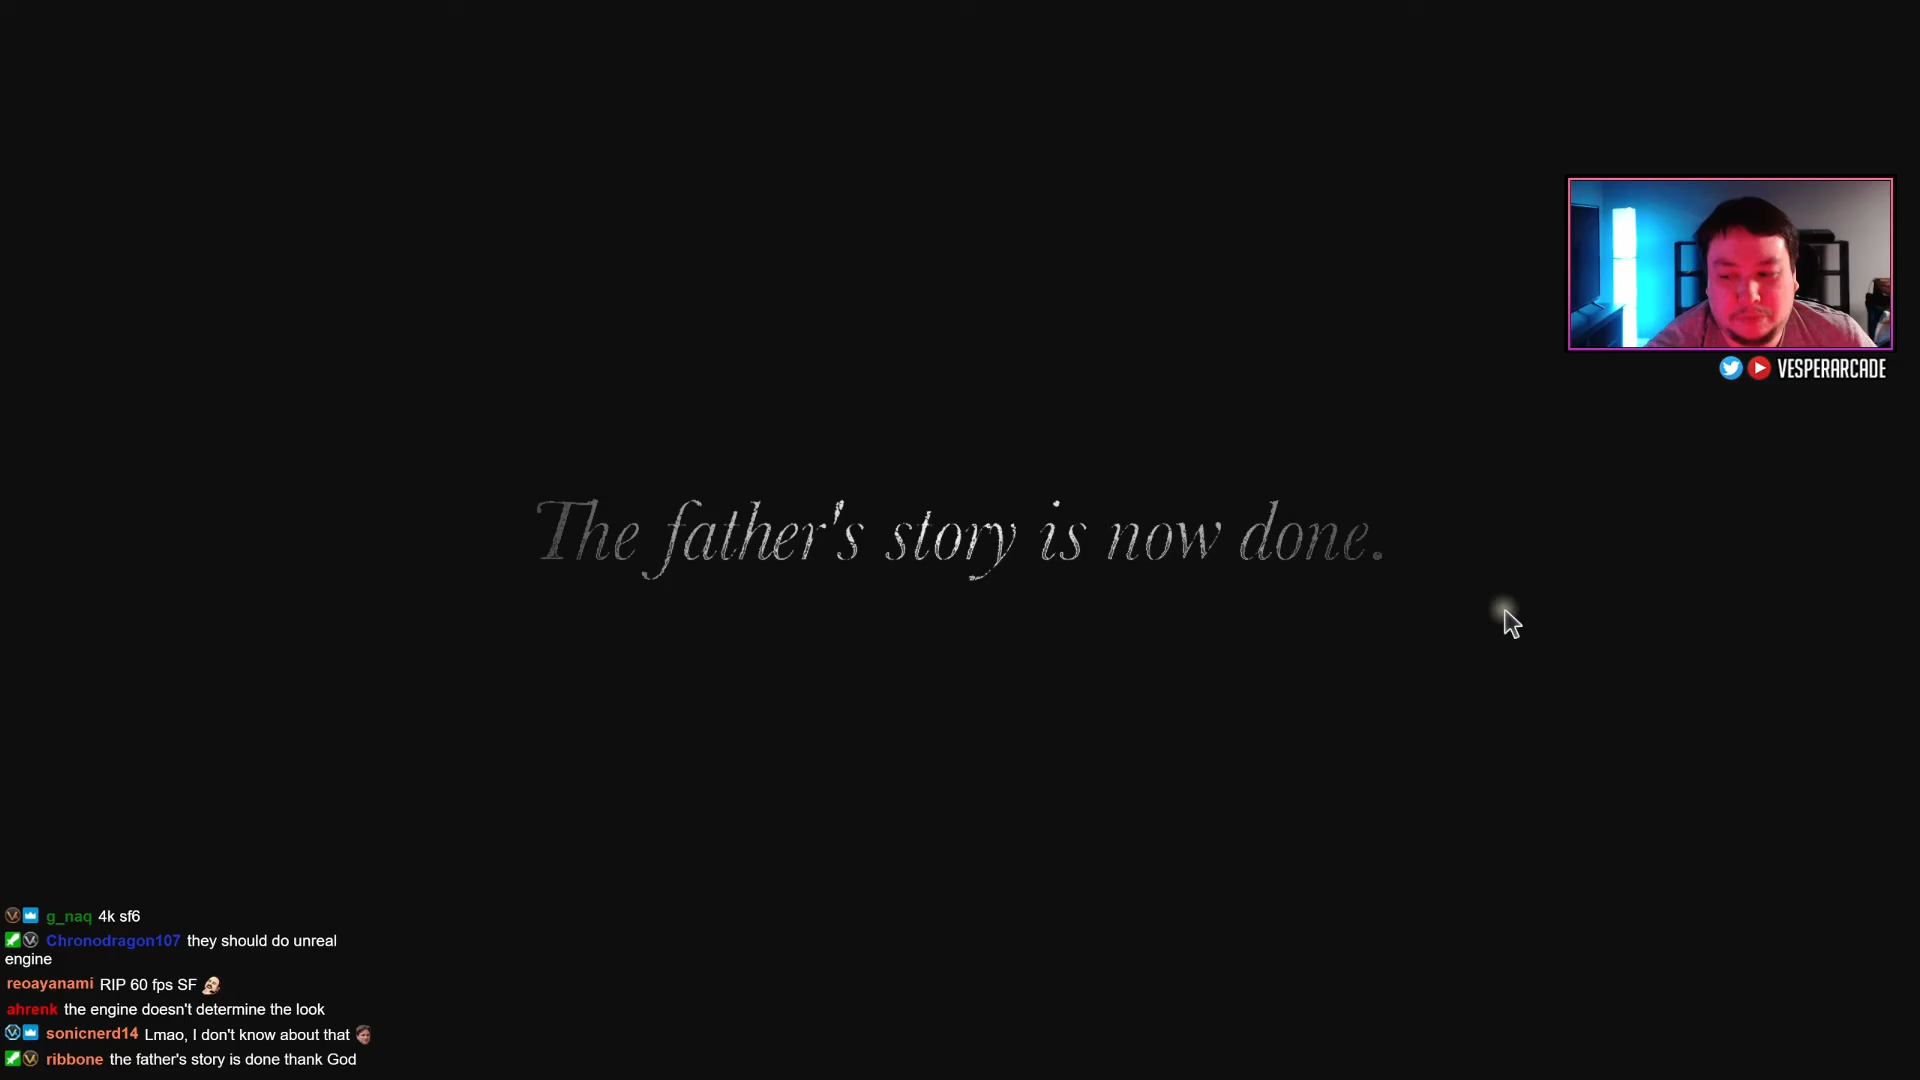 VESPERARCADE
The father's story is now done.
g_naq 4k sf6
Chronodragon107 they should do unreal
engine
reoayanami RIP 60 fps SF
ahrenk the engine doesn't determine the look
sonicnerd14 Lmao, I don't know about that
ribbone the father's story is done thank God